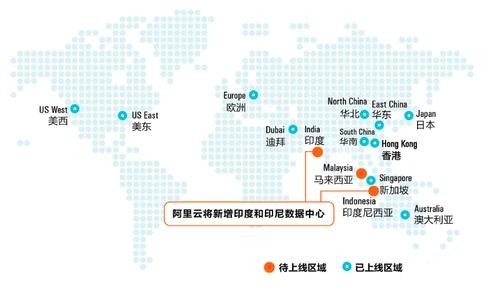 Europe
欧洲
US West
美西
US East
美东
North China
华北
East China
华东
Japan
日本
Dubai
迪拜
India
印度
South China
华南
Hong Kong
香港
Malaysia
马来西亚
Singapore
新加坡
Indonesia
印度尼西亚
Australia
澳大利亚
阿里云将新增印度和印尼数据中心
待上线区域
已上线区域